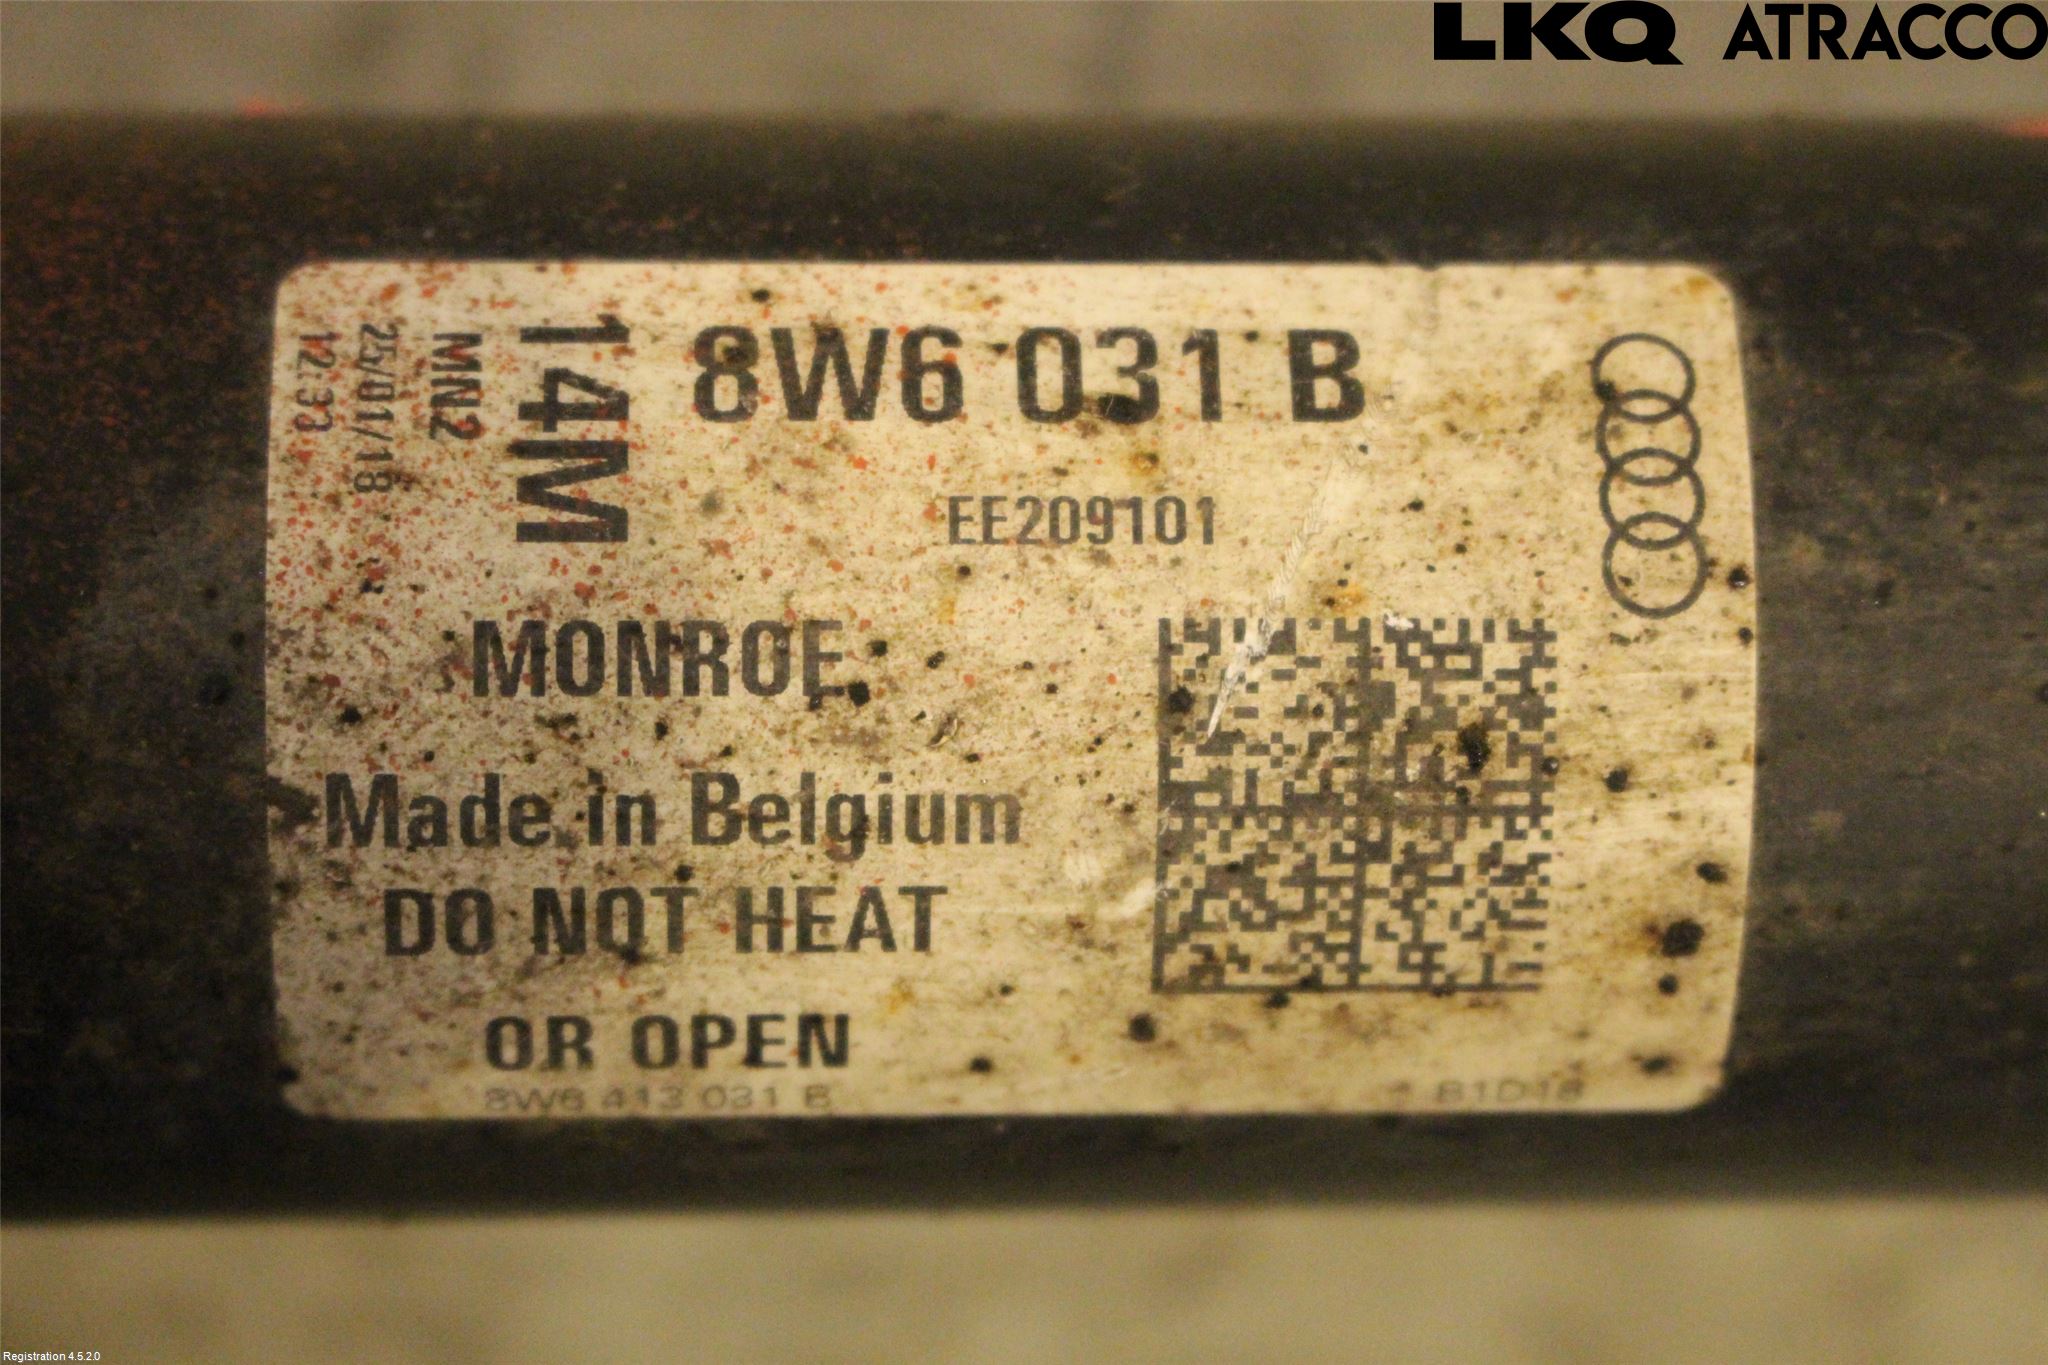 LKQ ATRACCO
8W6 031 B
14M
MN2
25/01/18
12:33
EE209101
MONROE
Made in Belgium
DO NOT HEAT
OR OPEN
8W6 413 031 B
B1D18
Registration 4.5.2.0